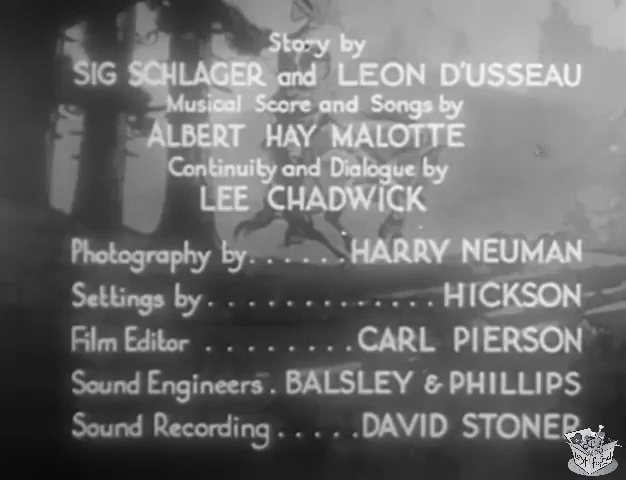 Story by
SIG SCHLAGER and LEON D'USSEAU
Musical Score and Songs by
ALBERT HAY MALOTTE
Continuity and Dialogue by
LEE CHADWICK
Photography by......HARRY NEUMAN
Settings by.............HICKSON
Film Editor ........CARL PIERSON
Sound Engineers. BALSLEY & PHILLIPS
Sound Recording.....DAVID STONER